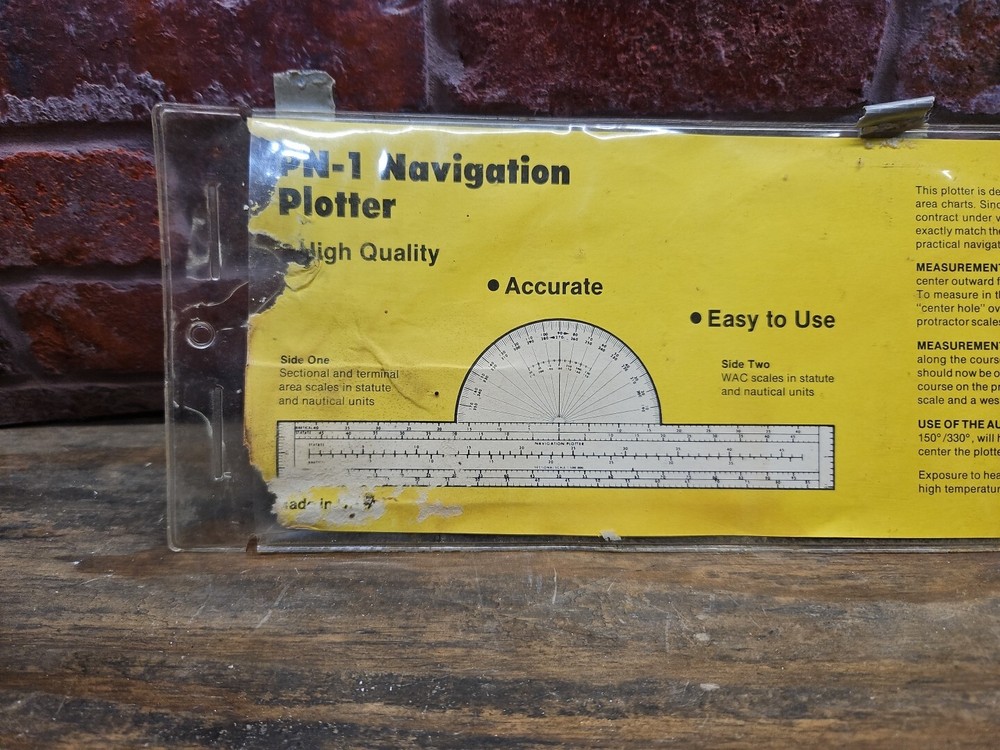 PN-1 Navigation
Plotter
High Quality
• Accurate
• Easy to Use
Side One
Sectional and terminal
area scales in statute
and nautical units
Side Two
WAC scales in statute
and nautical units
NAVIGATION PLOTTER
ade in
This plotter is de
area charts. Sinc
contract under v
exactly match the
practical navigat
MEASUREMENT
center outward f
To measure in th
"center hole" ov
protractor scales
MEASUREMENT
along the cours
should now be o
course on the pr
scale and a wes
USE OF THE AU
150°/330°, will h
center the plotte
Exposure to hea
high temperatur